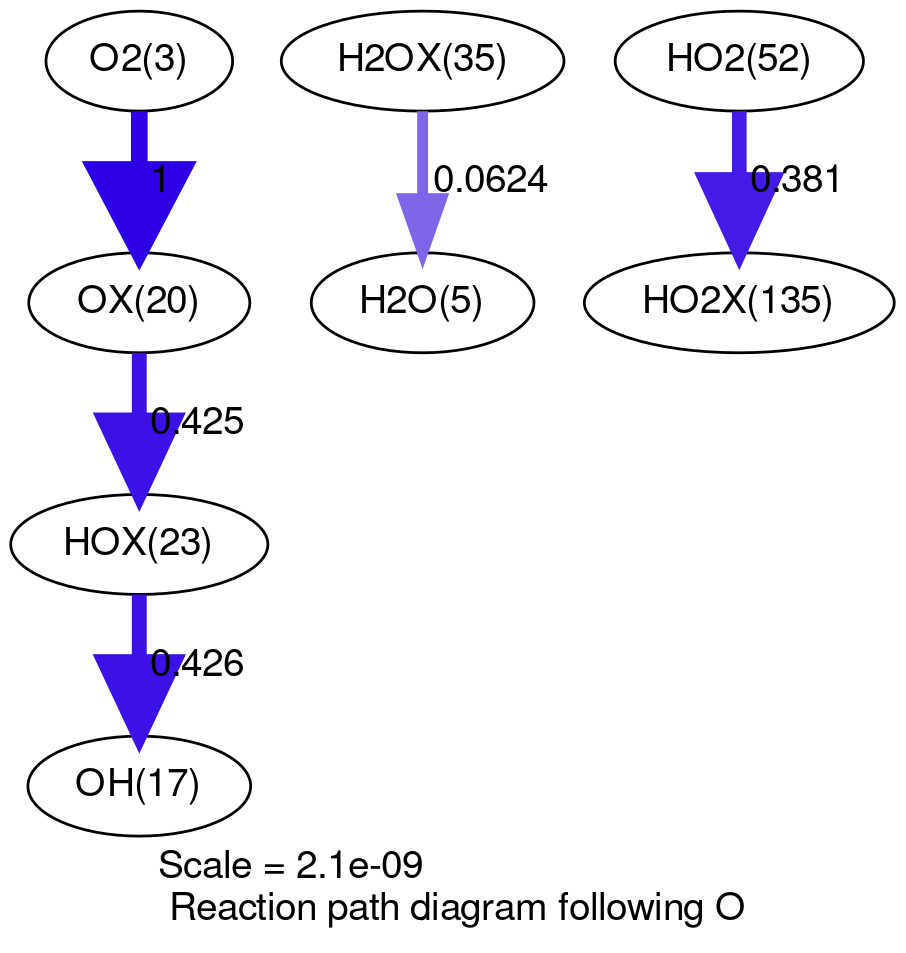 O2(3)
H2OX(35)
HO2(52)
1
0.0624
0.381
OX(20)
H2O(5)
HO2X(135)
0.425
HOX(23)
0.426
OH(17)
Scale = 2.1e-09
Reaction path diagram following O